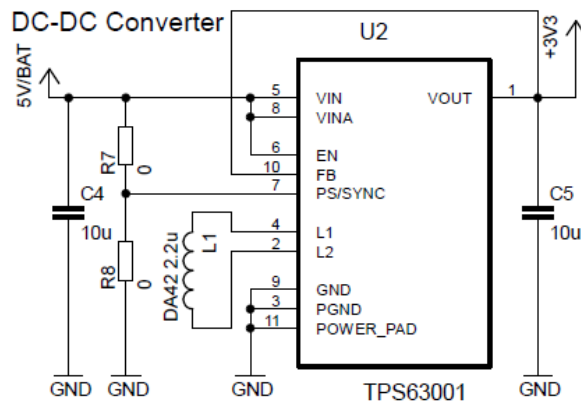 DC-DC Converter
U2
5V/BAT
+3V3
5 VIN
8 VINA
6 EN
10 FB
7 PS/SYNC
4 L1
2 L2
9 GND
3 PGND
11 POWER_PAD
VOUT 1
R7
0
C4
10u
R8
0
DA42 2.2u
L1
C5
10u
GND
GND
GND
GND
TPS63001